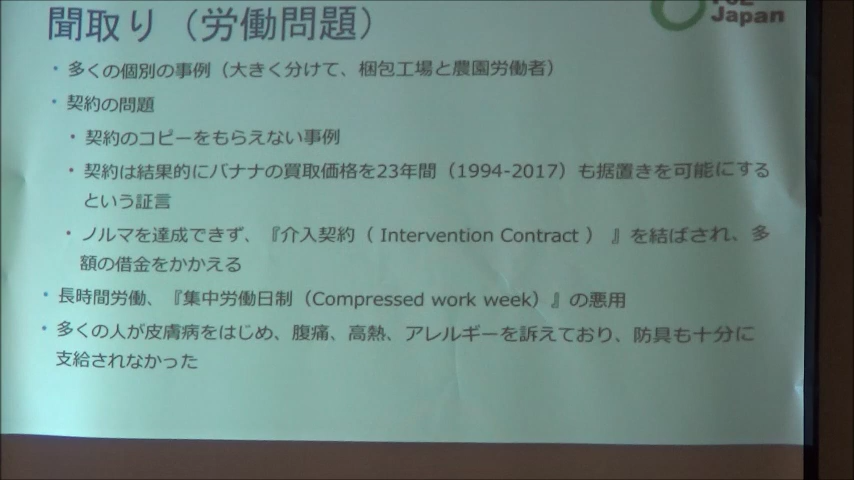 聞取り（労働問題）
Japan
・多くの個別の事例（大きく分けて、梱包工場と農園労働者）
・契約の問題
・契約のコピーをもらえない事例
・契約は結果的にバナナの買取価格を23年間（1994-2017）も据置きを可能にする
という証言
・ノルマを達成できず、『介入契約（ Intervention Contract ） 』を結ばされ、多
額の借金をかかえる
・長時間労働、『集中労働日制（Compressed work week）』の悪用
・多くの人が皮膚病をはじめ、腹痛、高熱、アレルギーを訴えており、防具も十分に
支給されなかった